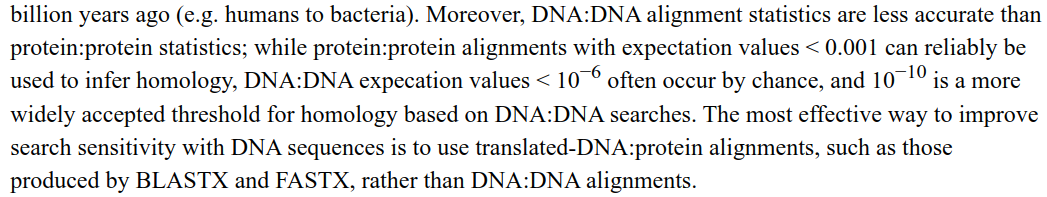 billion years ago (e.g. humans to bacteria). Moreover, DNA:DNA alignment statistics are less accurate than
protein:protein statistics; while protein:protein alignments with expectation values < 0.001 can reliably be
used to infer homology, DNA:DNA expecation values < 10⁻⁶ often occur by chance, and 10⁻¹⁰ is a more
widely accepted threshold for homology based on DNA:DNA searches. The most effective way to improve
search sensitivity with DNA sequences is to use translated-DNA:protein alignments, such as those
produced by BLASTX and FASTX, rather than DNA:DNA alignments.